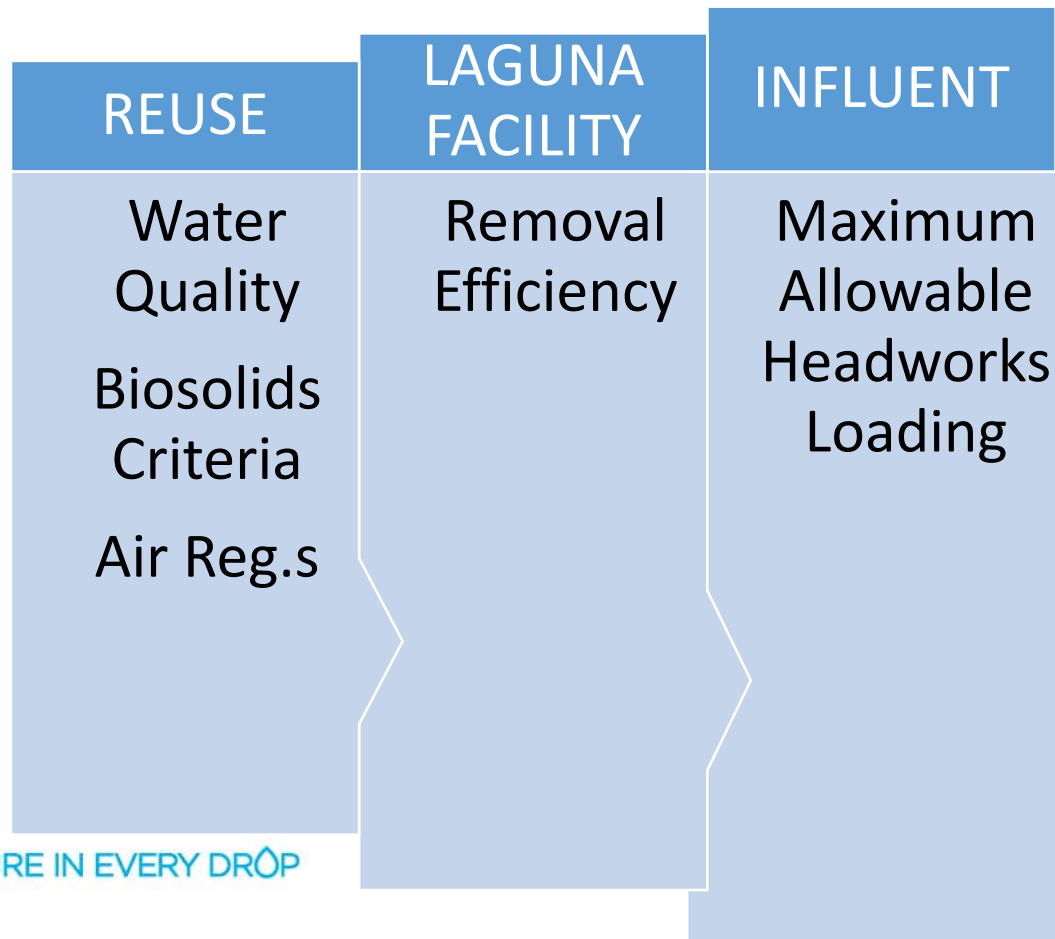 REUSE
Water
Quality
Biosolids
Criteria
Air Reg.s
LAGUNA
FACILITY
Removal
Efficiency
INFLUENT
Maximum
Allowable
Headworks
Loading
RE IN EVERY DROP